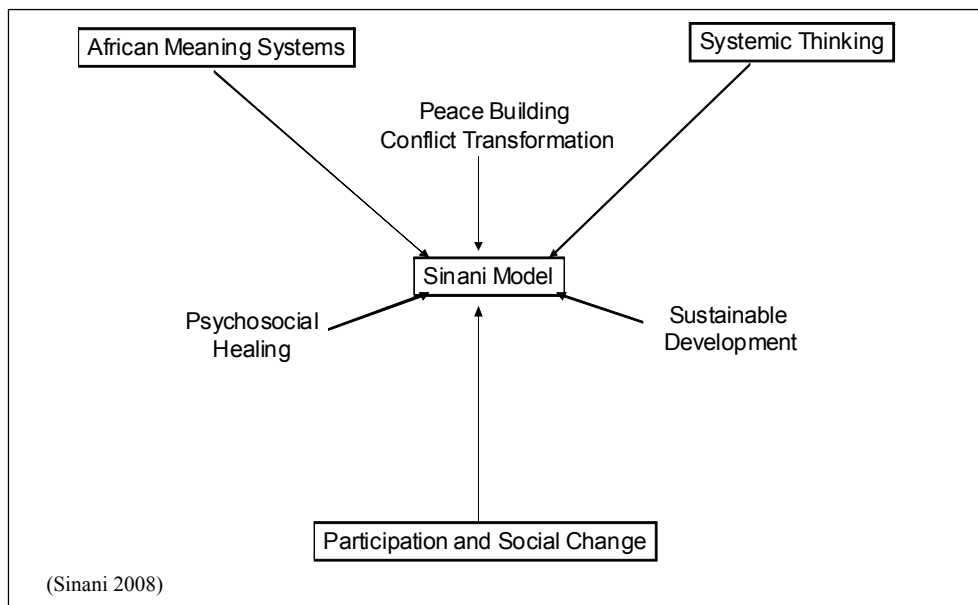 African Meaning Systems
Systemic Thinking
Peace Building
Conflict Transformation
Sinani Model
Psychosocial
Healing
Sustainable
Development
Participation and Social Change
(Sinani 2008)